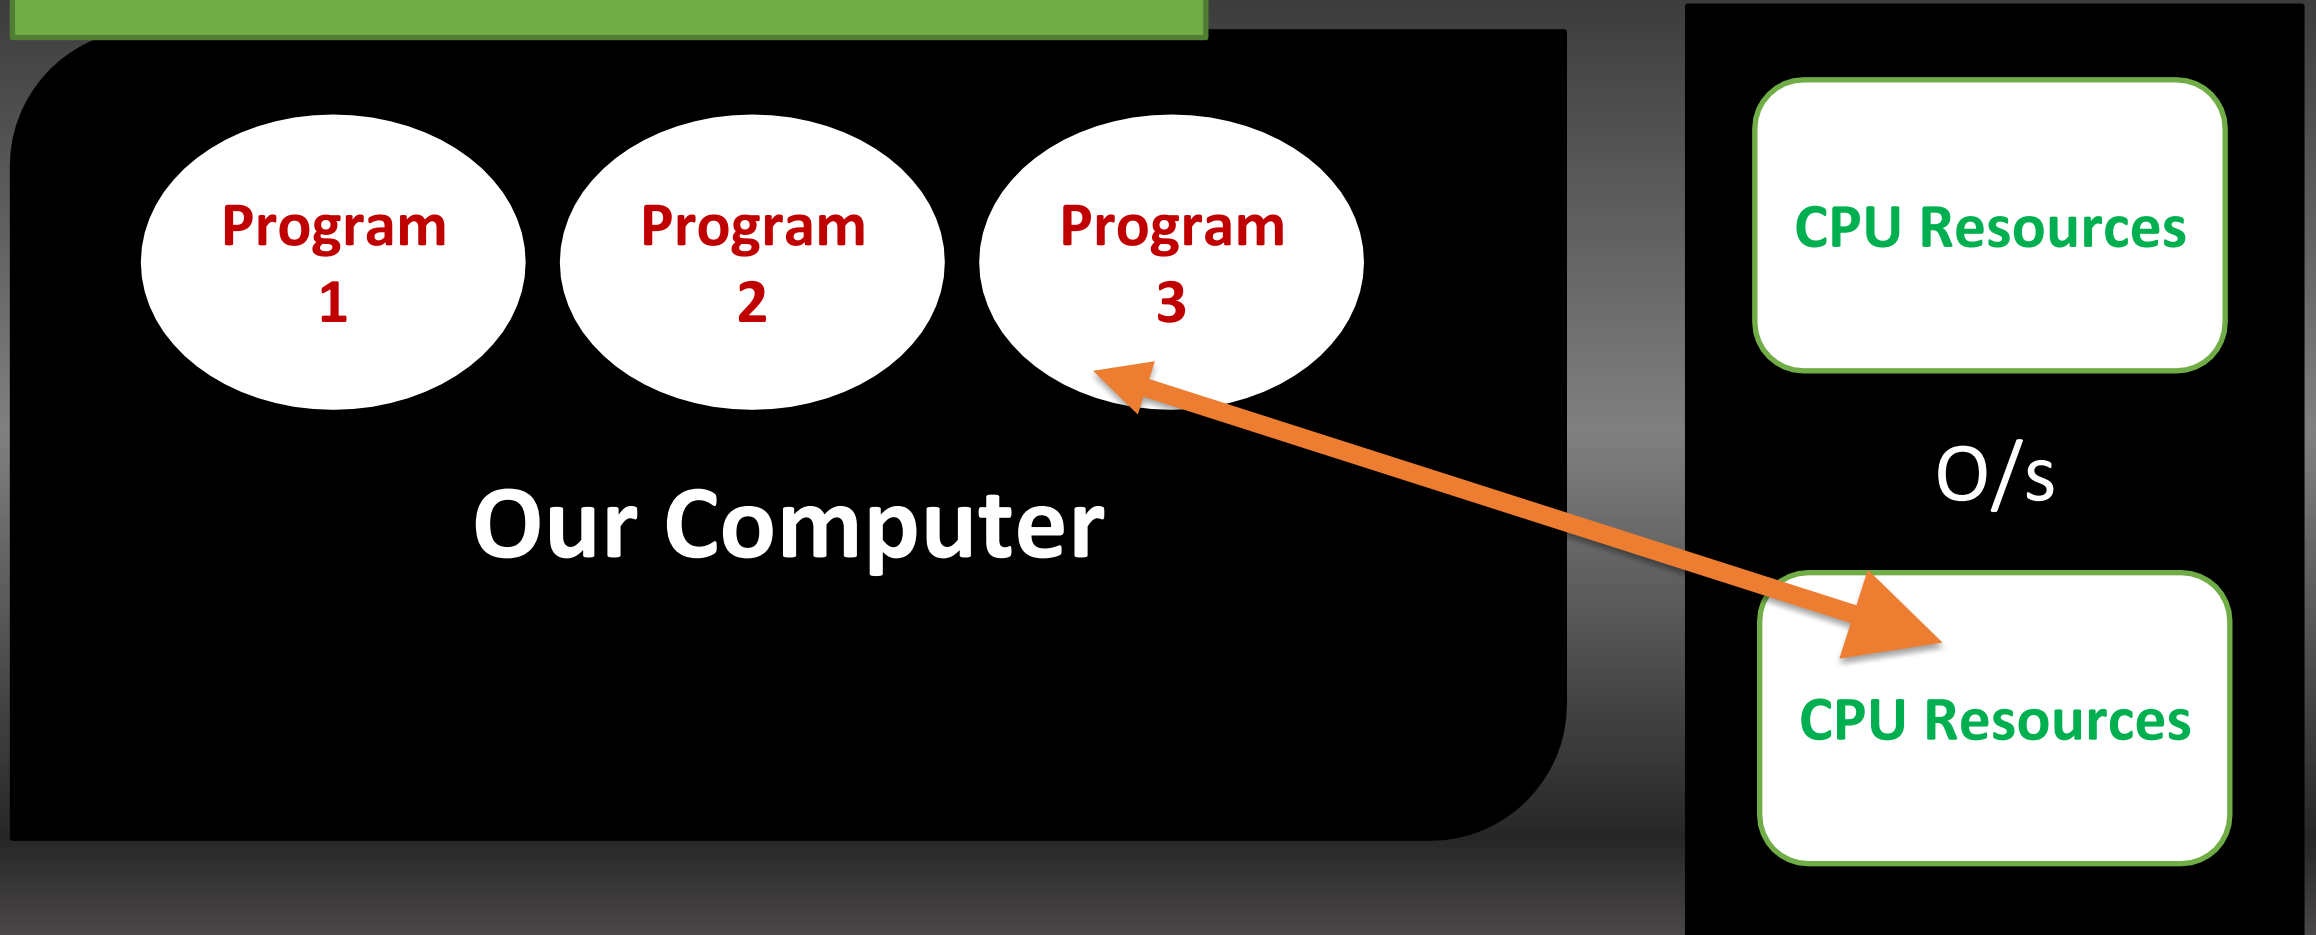 Program
1
Program
2
Program
3
Our Computer
CPU Resources
O/s
CPU Resources